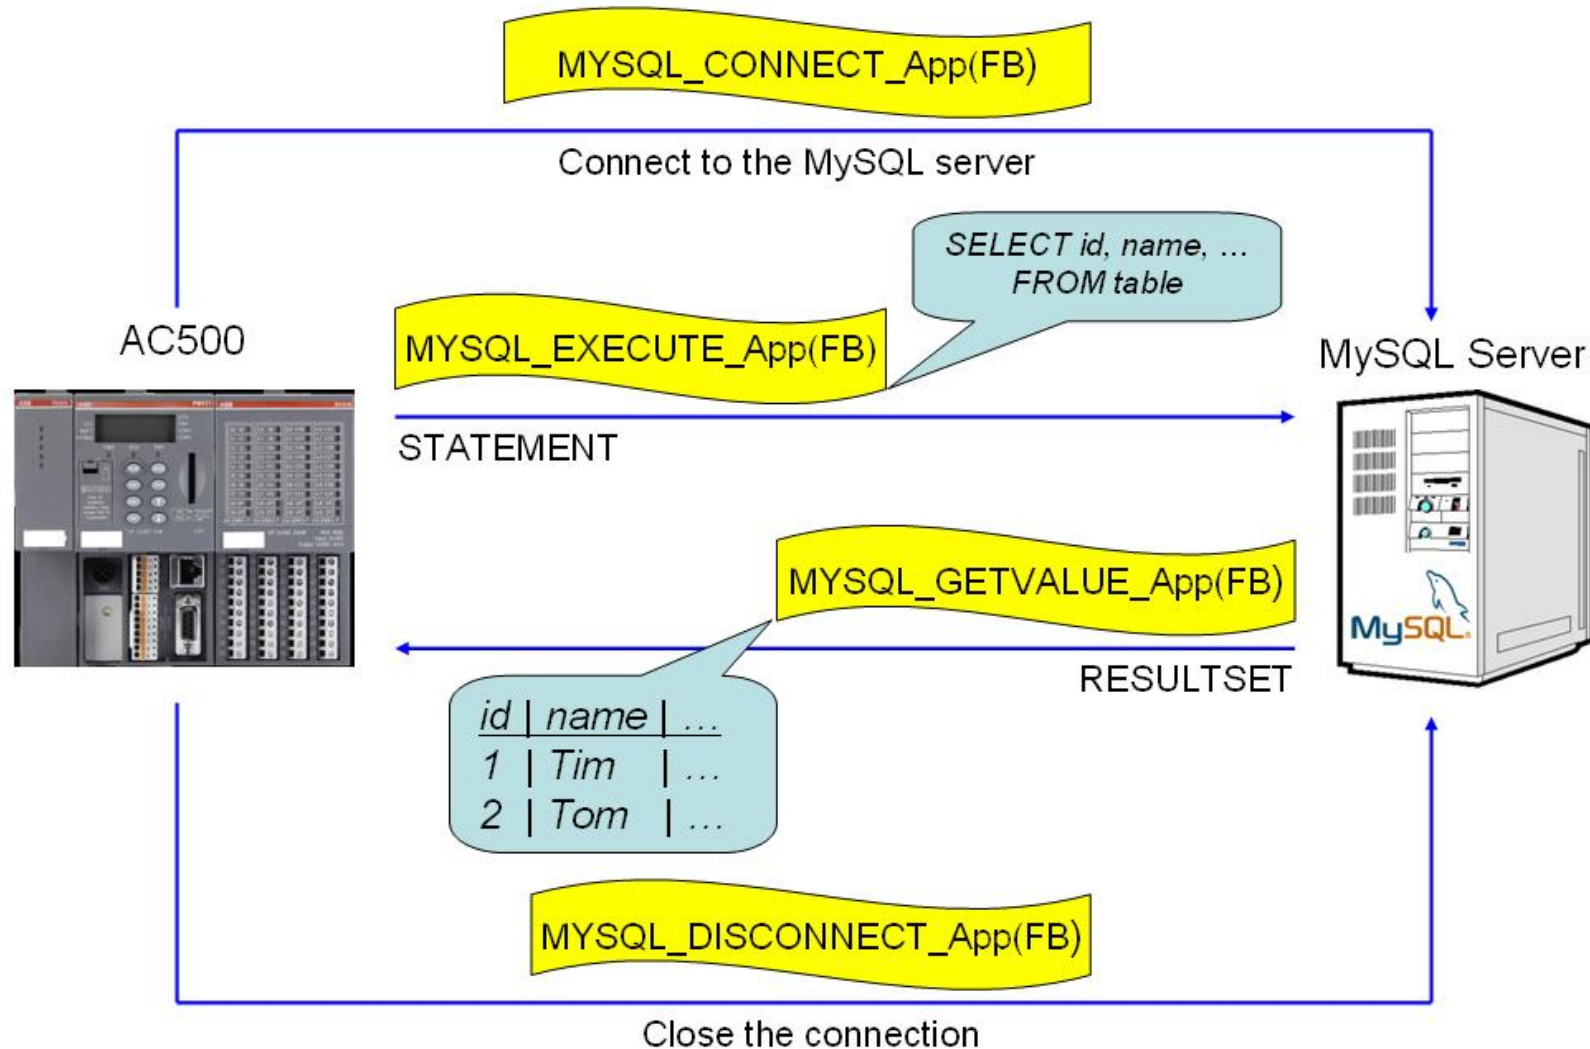 MYSQL_CONNECT_App(FB)
Connect to the MySQL server
SELECT id, name, ...
FROM table
AC500
MYSQL_EXECUTE_App(FB)
MySQL Server
STATEMENT
MYSQL_GETVALUE_App(FB)
MySQL
RESULTSET
id | name | ...
1 | Tim | ...
2 | Tom | ...
MYSQL_DISCONNECT_App(FB)
Close the connection